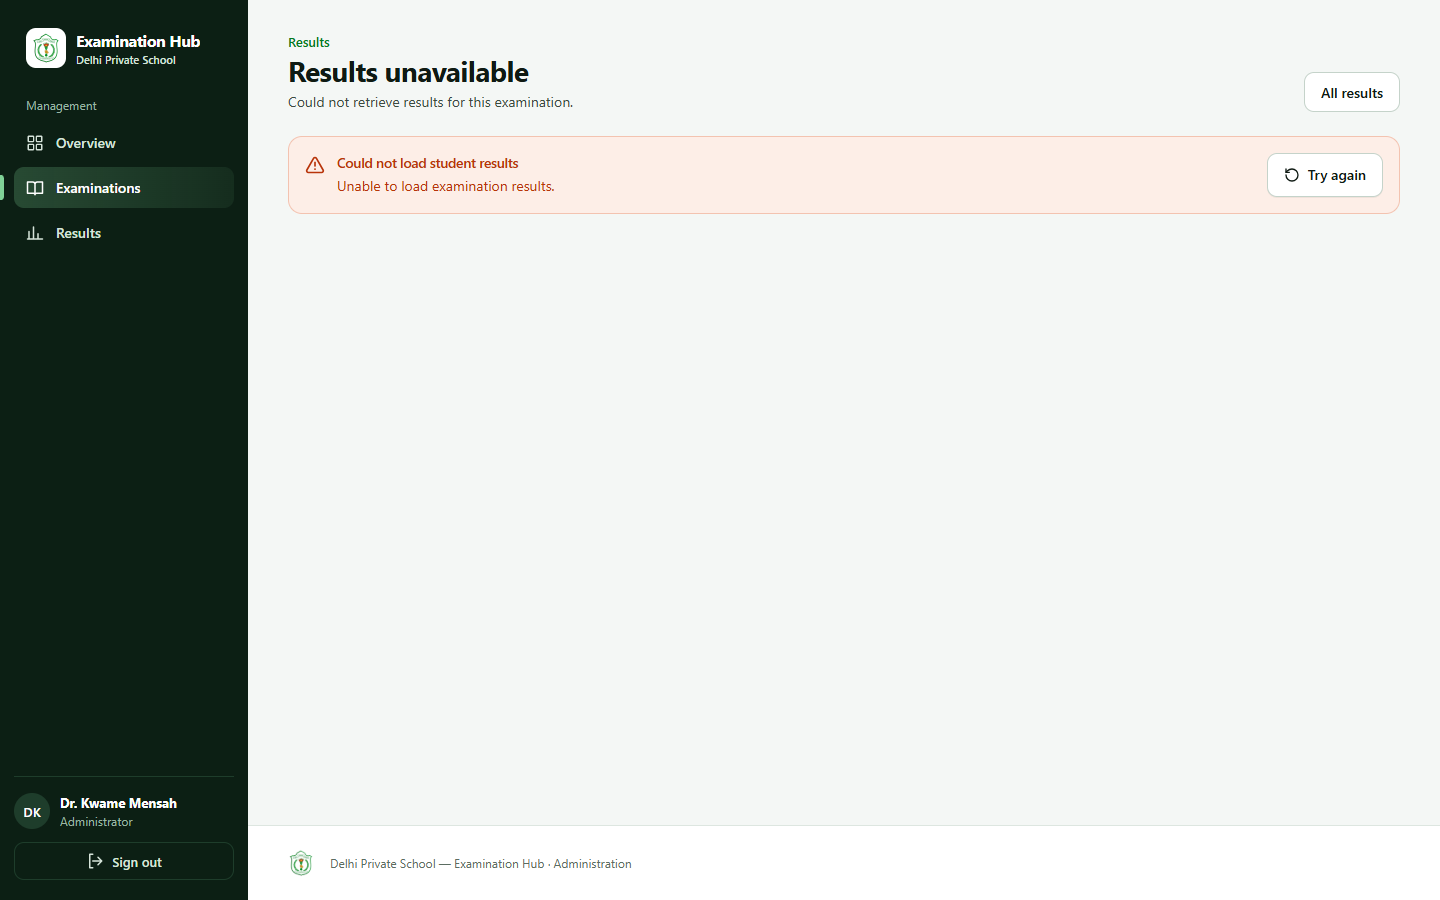 Examination Hub
Delhi Private School
Management
Overview
Examinations
Results
DK
Dr. Kwame Mensah
Administrator
Sign out
Results
Results unavailable
Could not retrieve results for this examination.
All results
Could not load student results
Unable to load examination results.
Try again
Delhi Private School — Examination Hub · Administration